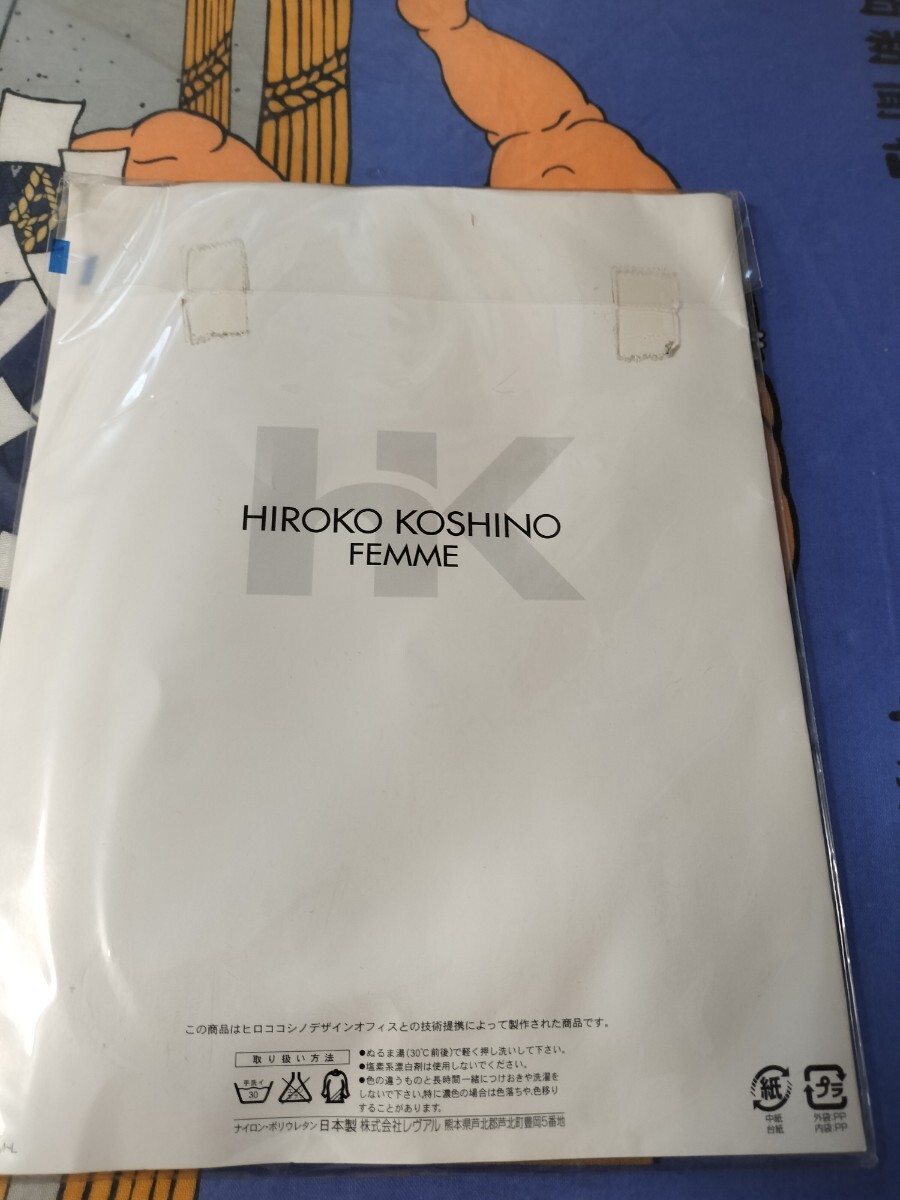 HK
HIROKO KOSHINO
FEMME
この商品はヒロココシノデザインオフィスとの技術提携によって製作された商品です。
取り扱い方法
●ぬるま湯(30℃前後)で軽く押し洗いして下さい。
●塩素系漂白剤は使用しないでください。
●色の違うものと長時間一緒につけおきや洗濯を
しないで下さい。特に濃色の場合は色落ちや、色移り
することがあります。
手洗イ
30
ナイロン・ポリウレタン 日本製 株式会社レヴアル 熊本県芦北郡芦北町豊岡5番地
紙
中紙
台紙
プラ
外袋:PP
内袋:PP